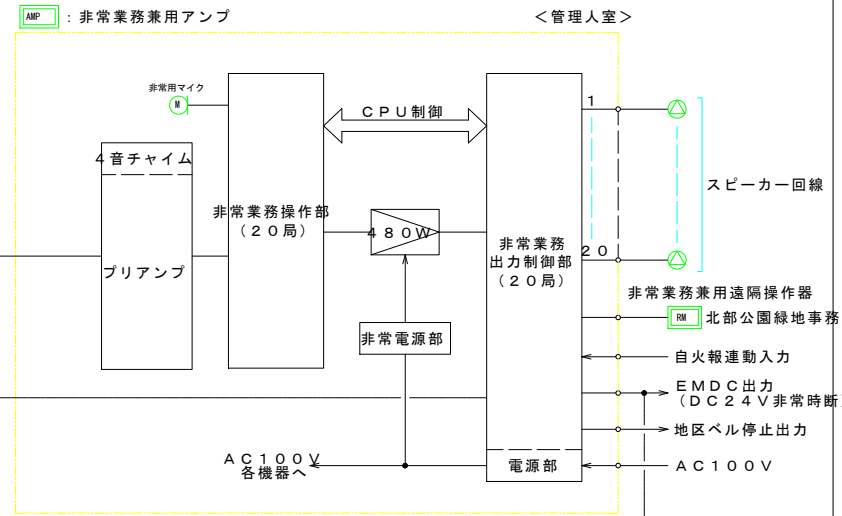 AMP ：非常業務兼用アンプ
＜管理人室＞
非常用マイク
M
ＣＰＵ制御
1
４音チャイム
スピーカー回線
非常業務操作部
（２０局）
４８０Ｗ
非常業務
出力制御部
（２０局）
２０
プリアンプ
非常業務兼用遠隔操作器
RM 北部公園緑地事務
非常電源部
自火報連動入力
ＥＭＤＣ出力
（ＤＣ２４Ｖ非常時断
地区ベル停止出力
ＡＣ１００Ｖ
各機器へ
電源部
ＡＣ１００Ｖ